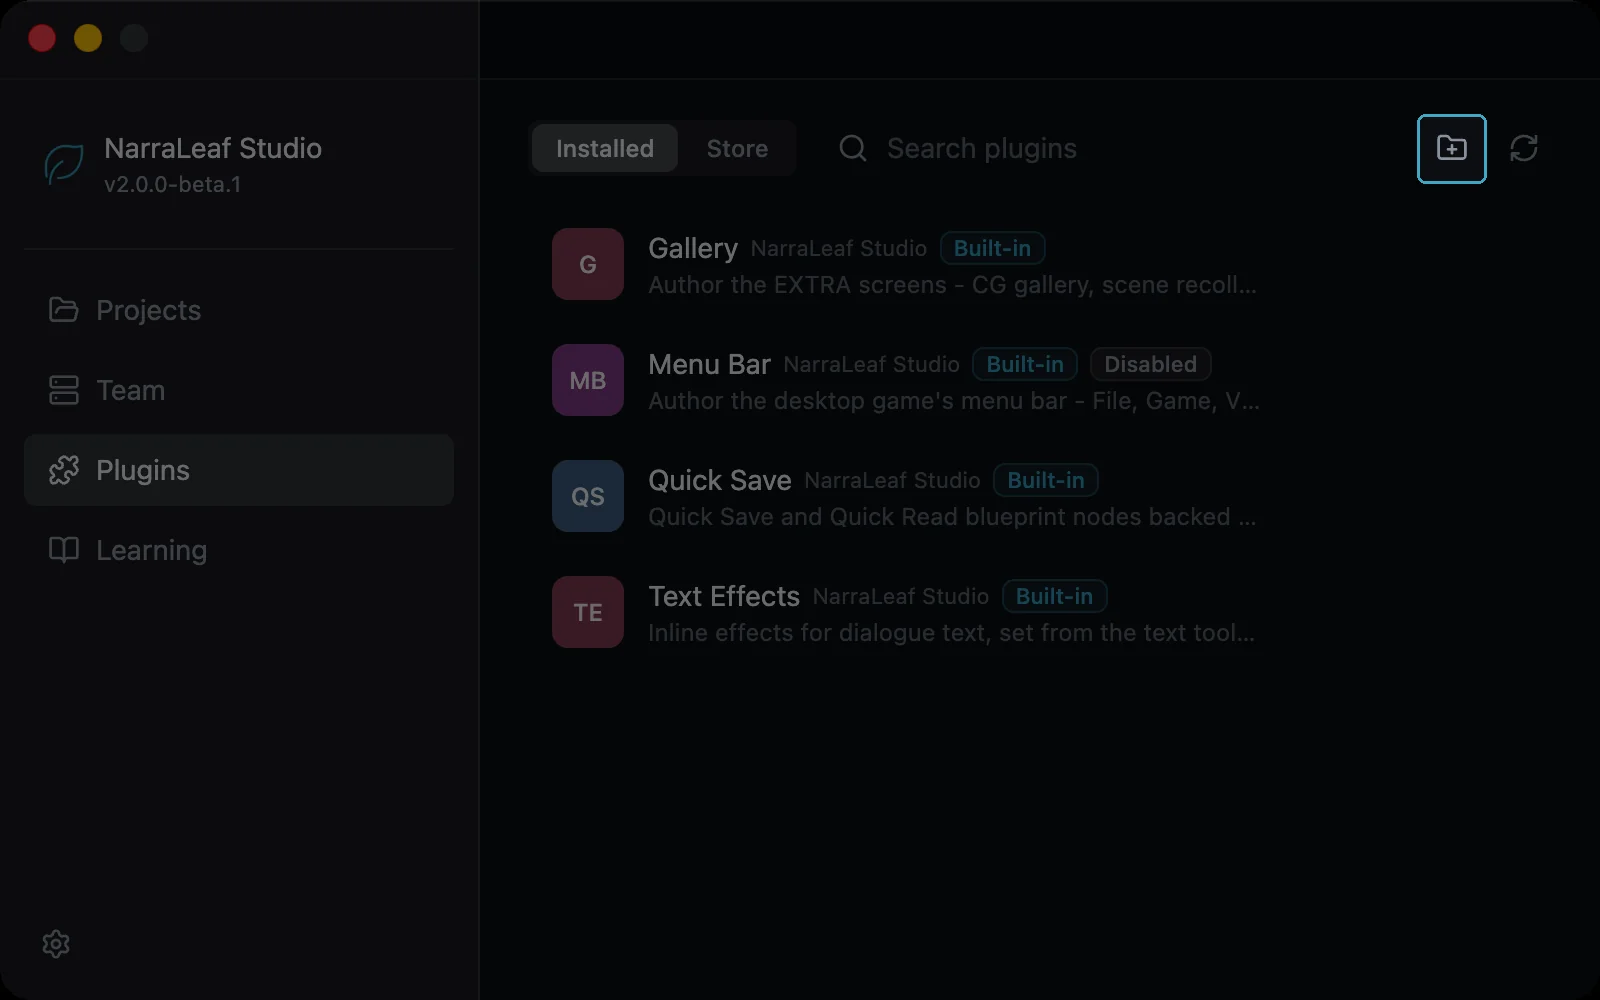 NarraLeaf Studio
v2.0.0-beta.1
Projects
Team
Plugins
Learning
Installed Store Search plugins
G Gallery NarraLeaf Studio Built-in
Author the EXTRA screens - CG gallery, scene recoll...
MB Menu Bar NarraLeaf Studio Built-in Disabled
Author the desktop game's menu bar - File, Game, V...
QS Quick Save NarraLeaf Studio Built-in
Quick Save and Quick Read blueprint nodes backed ...
TE Text Effects NarraLeaf Studio Built-in
Inline effects for dialogue text, set from the text tool...